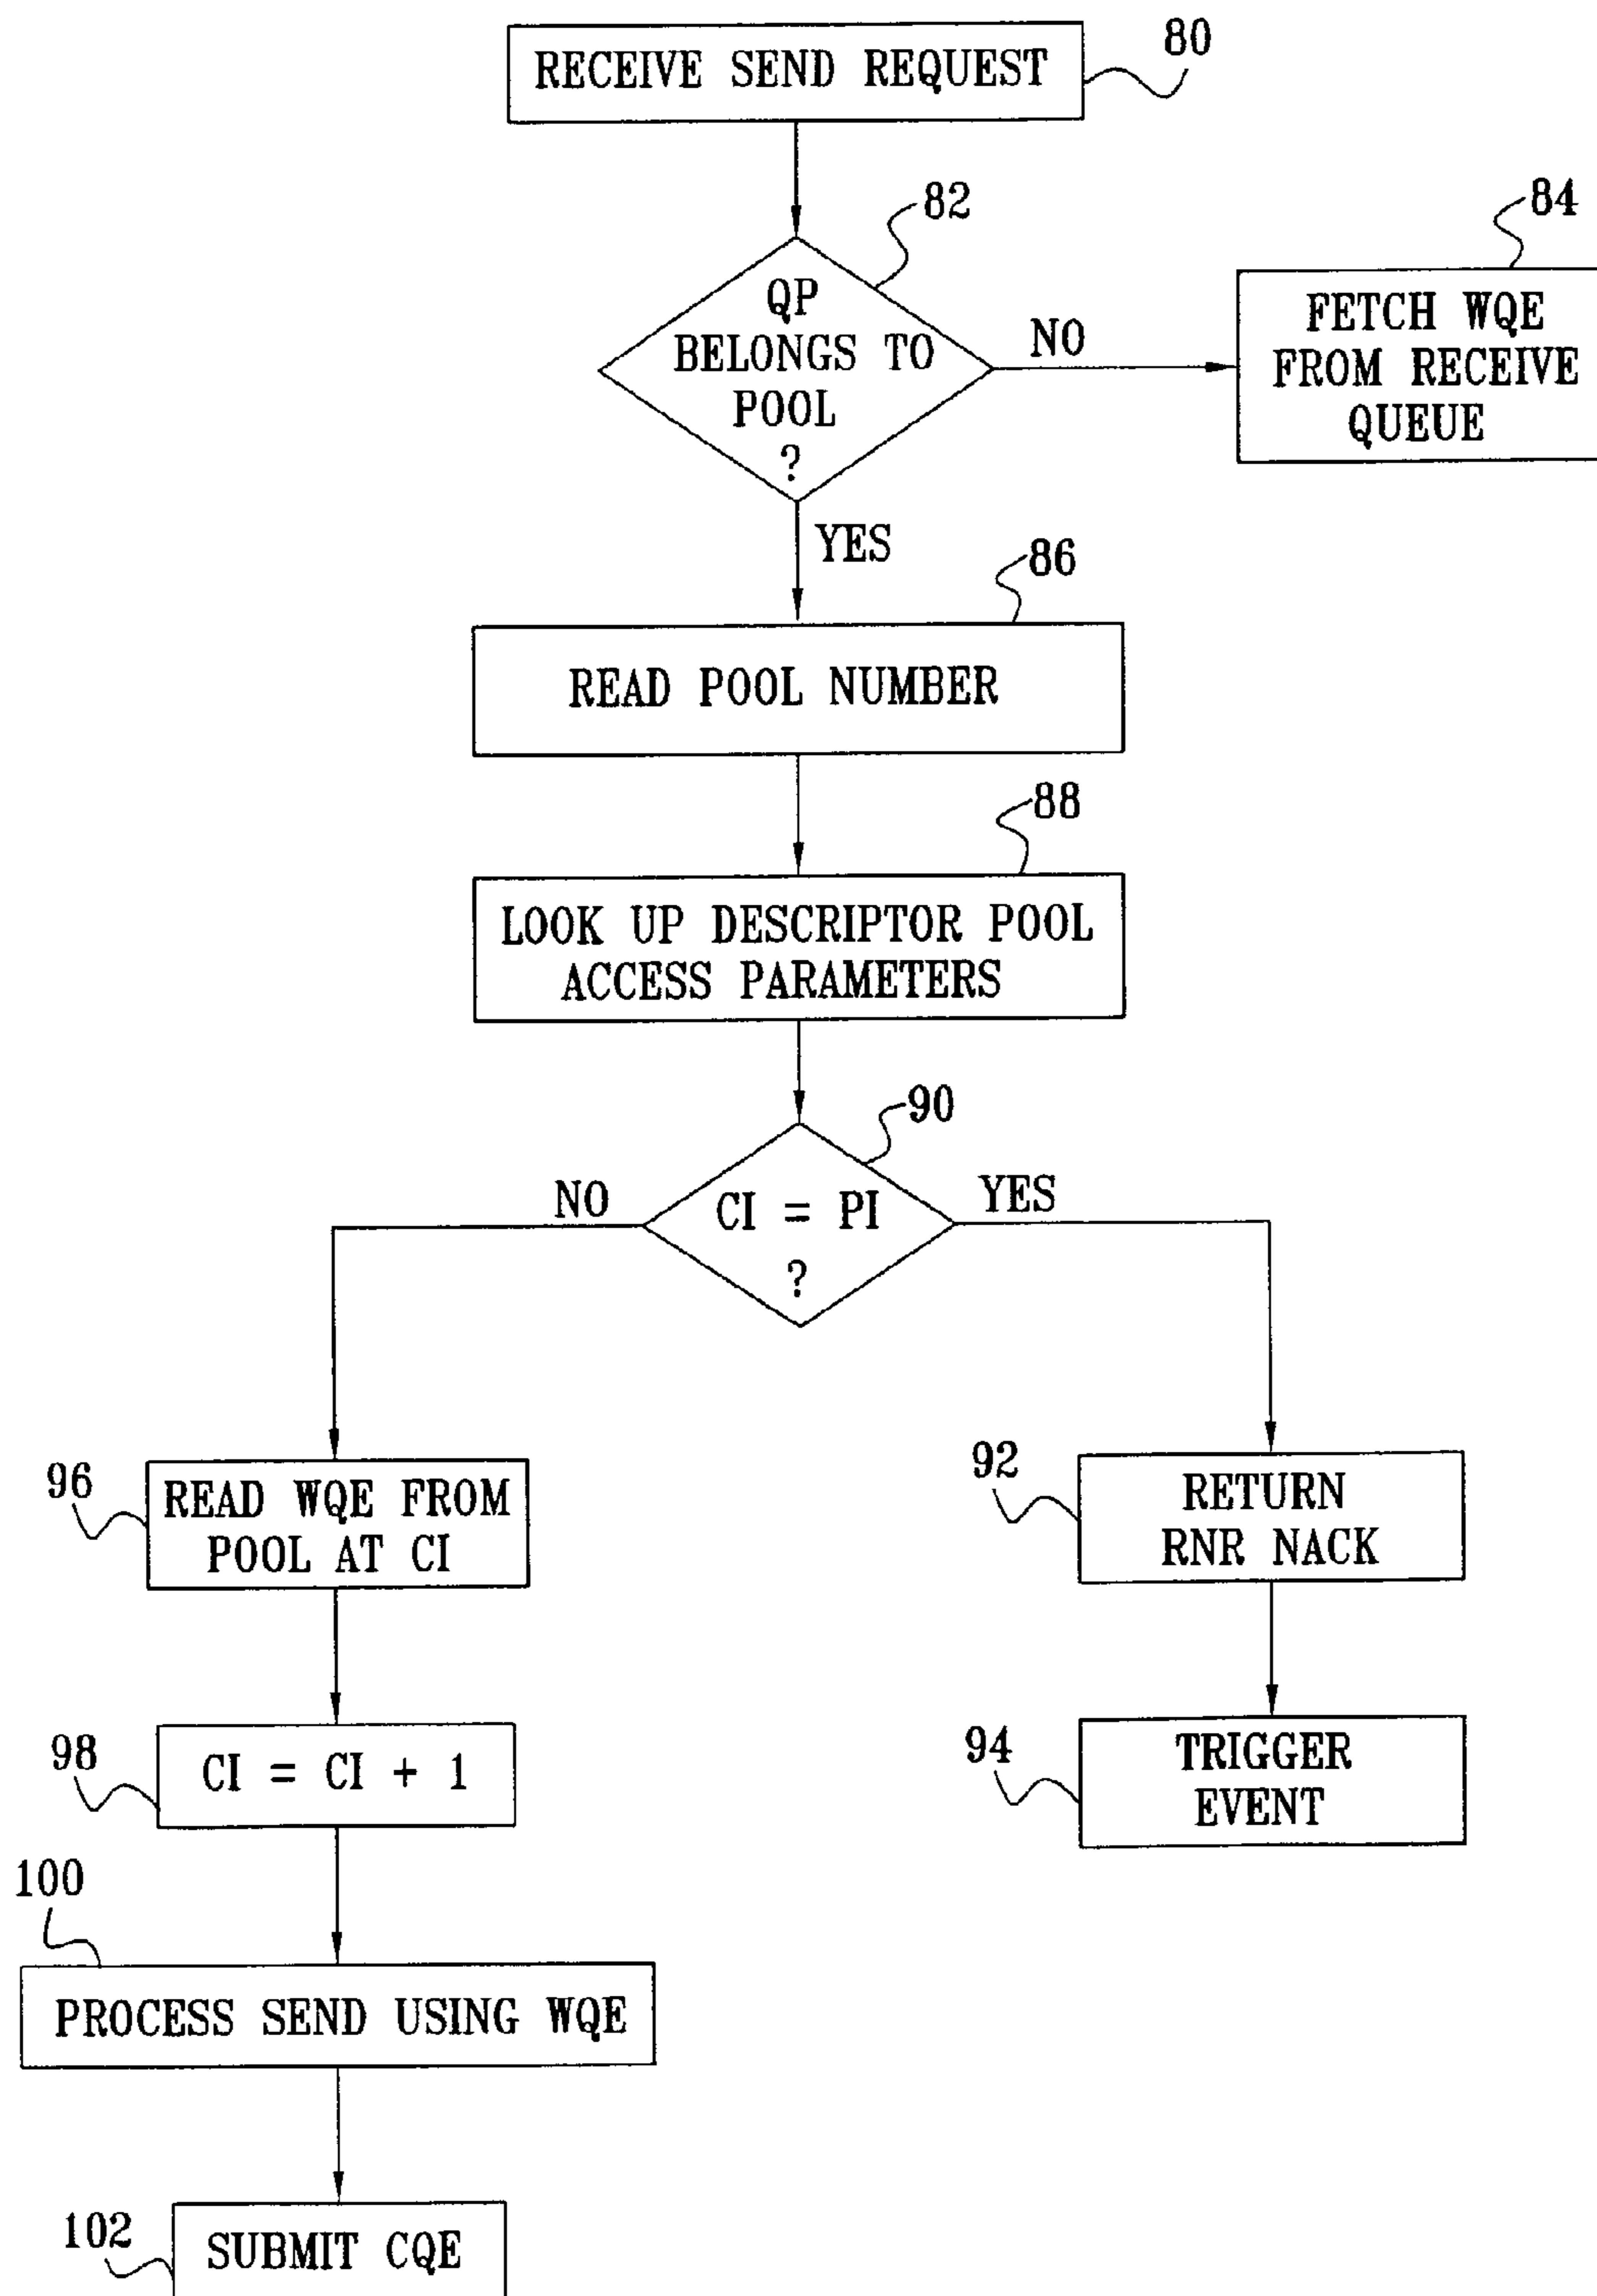 RECEIVE SEND REQUEST
80
82
84
QP
BELONGS TO
POOL
?
NO
FETCH WQE
FROM RECEIVE
QUEUE
YES
86
READ POOL NUMBER
88
LOOK UP DESCRIPTOR POOL
ACCESS PARAMETERS
90
NO
CI = PI
?
YES
96
READ WQE FROM
POOL AT CI
92
RETURN
RNR NACK
98
CI = CI + 1
94
TRIGGER
EVENT
100
PROCESS SEND USING WQE
102
SUBMIT CQE